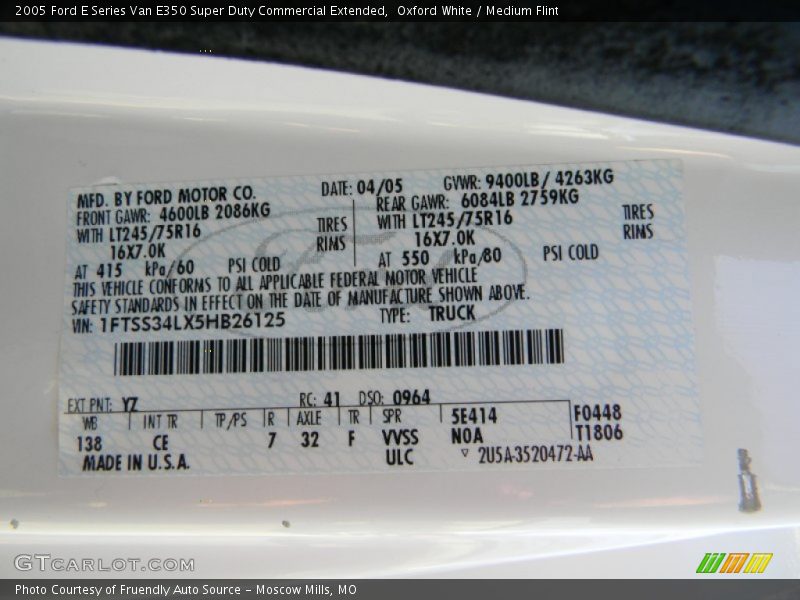 2005 Ford E Series Van E350 Super Duty Commercial Extended, Oxford White / Medium Flint
MFD. BY FORD MOTOR CO. DATE: 04/05 GVWR: 9400LB / 4263KG
FRONT GAWR: 4600LB 2086KG REAR GAWR: 6084LB 2759KG
WITH LT245/75R16 TIRES WITH LT245/75R16 TIRES
16X7.0K RIMS 16X7.0K RIMS
AT 415 kPa/60 PSI COLD AT 550 kPa/80 PSI COLD
THIS VEHICLE CONFORMS TO ALL APPLICABLE FEDERAL MOTOR VEHICLE
SAFETY STANDARDS IN EFFECT ON THE DATE OF MANUFACTURE SHOWN ABOVE.
VIN: 1FTSS34LX5HB26125 TYPE: TRUCK
EXT PNT: YZ RC: 41 DSO: 0964
WB INT TR TP/PS R AXLE TR SPR 5E414 F0448
138 CE 7 32 F VVSS N0A T1806
MADE IN U.S.A. ULC 2U5A-3520472-AA
GTCARLOT.COM
Photo Courtesy of Fruendly Auto Source - Moscow Mills, MO